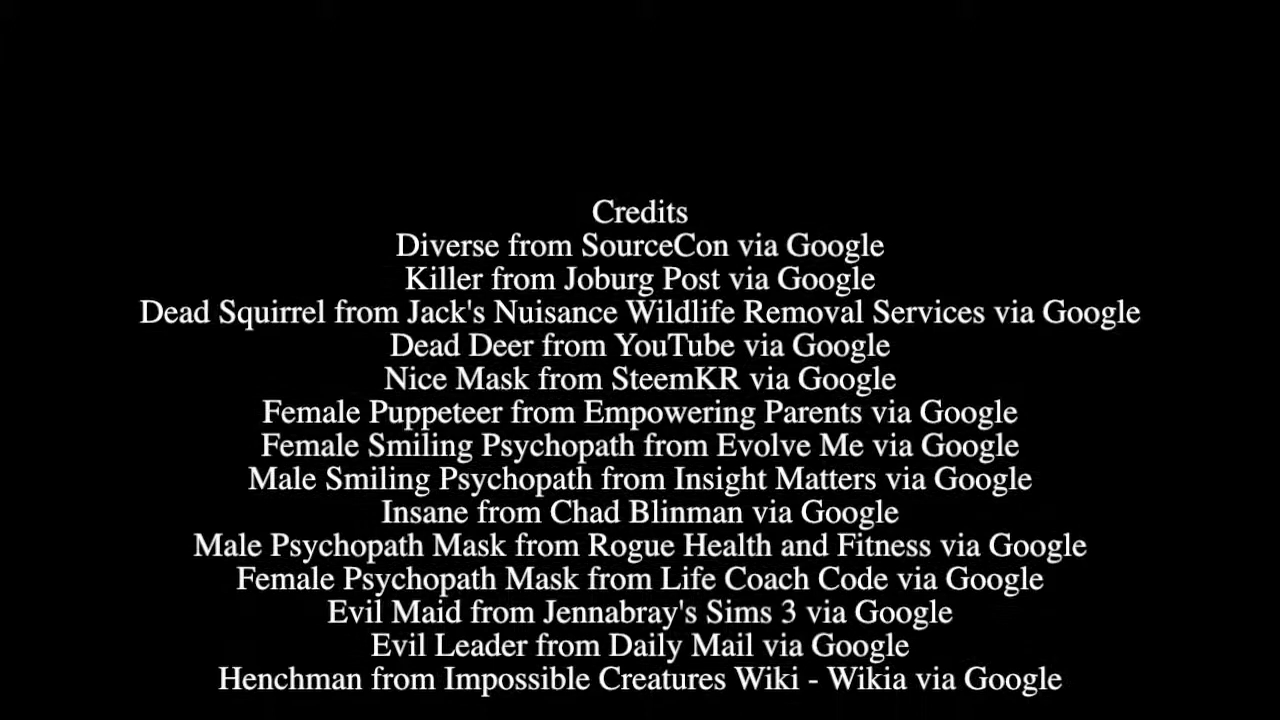 Credits
Diverse from SourceCon via Google
Killer from Joburg Post via Google
Dead Squirrel from Jack's Nuisance Wildlife Removal Services via Google
Dead Deer from YouTube via Google
Nice Mask from SteemKR via Google
Female Puppeteer from Empowering Parents via Google
Female Smiling Psychopath from Evolve Me via Google
Male Smiling Psychopath from Insight Matters via Google
Insane from Chad Blinman via Google
Male Psychopath Mask from Rogue Health and Fitness via Google
Female Psychopath Mask from Life Coach Code via Google
Evil Maid from Jennabray's Sims 3 via Google
Evil Leader from Daily Mail via Google
Henchman from Impossible Creatures Wiki - Wikia via Google